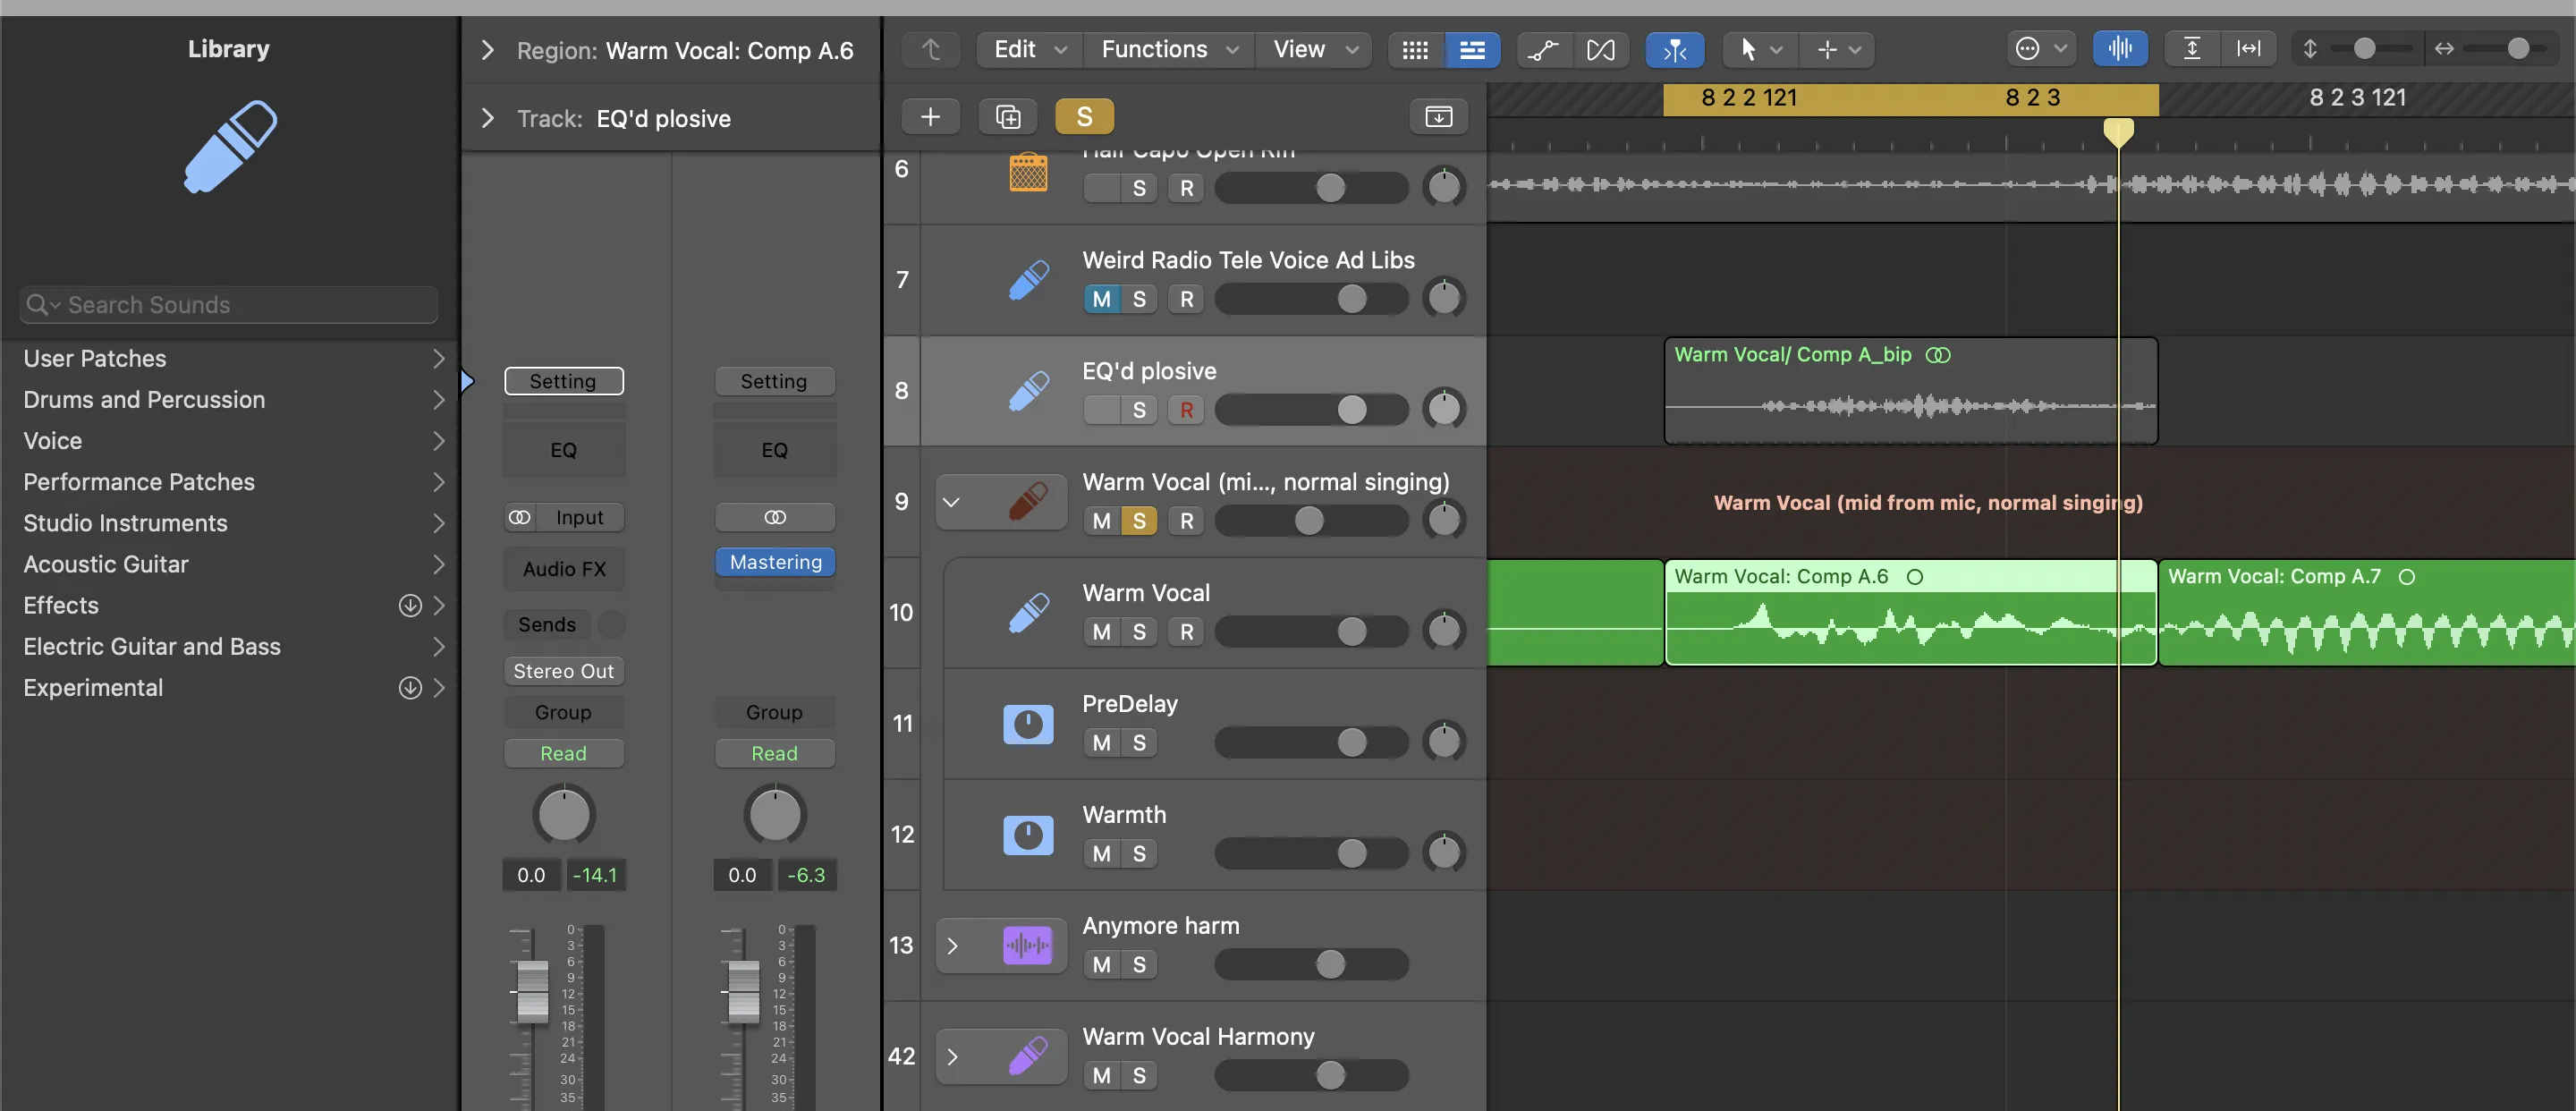 Library
Search Sounds
User Patches
Drums and Percussion
Voice
Performance Patches
Studio Instruments
Acoustic Guitar
Effects
Electric Guitar and Bass
Experimental
Region: Warm Vocal: Comp A.6
Track: EQ'd plosive
Setting
EQ
Input
Audio FX
Sends
Stereo Out
Group
Read
0.0 -14.1
0
3
6
9
12
15
18
21
24
30
35
Setting
EQ
Mastering
Group
Read
0.0 -6.3
0
3
6
9
12
15
18
21
24
30
35
Edit Functions View
S
8 2 2 121 8 2 3 8 2 3 121
6 Half Capo Open Rin
S R
7 Weird Radio Tele Voice Ad Libs
M S R
8 EQ'd plosive
S R
Warm Vocal/ Comp A_bip
9 Warm Vocal (mi..., normal singing)
M S R
Warm Vocal (mid from mic, normal singing)
10 Warm Vocal
M S R
Warm Vocal: Comp A.6
Warm Vocal: Comp A.7
11 PreDelay
M S
12 Warmth
M S
13 Anymore harm
M S
42 Warm Vocal Harmony
M S